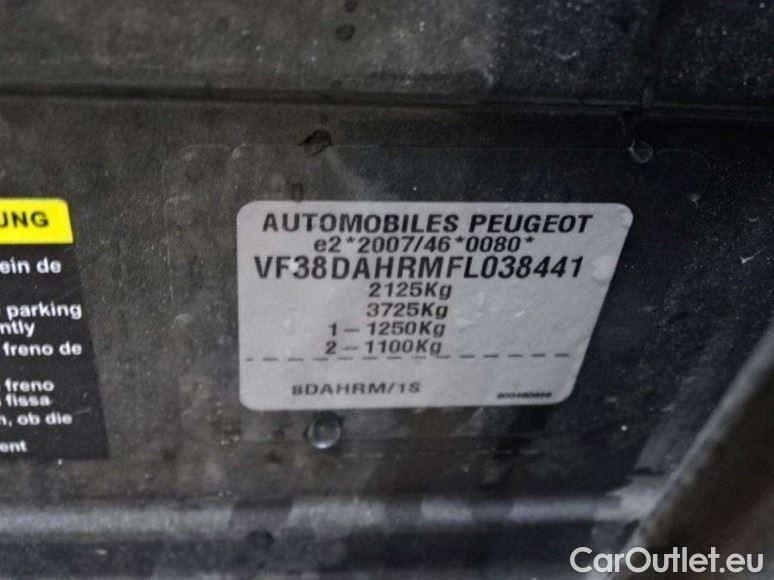 UNG
ein de
parking
ntly
freno de
freno
fissa
n, ob die
ent
AUTOMOBILES PEUGEOT
e2*2007/46*0080*
VF38DAHRMFL038441
2125Kg
3725Kg
1-1250Kg
2-1100Kg
8DAHRM/1S
CarOutlet.eu